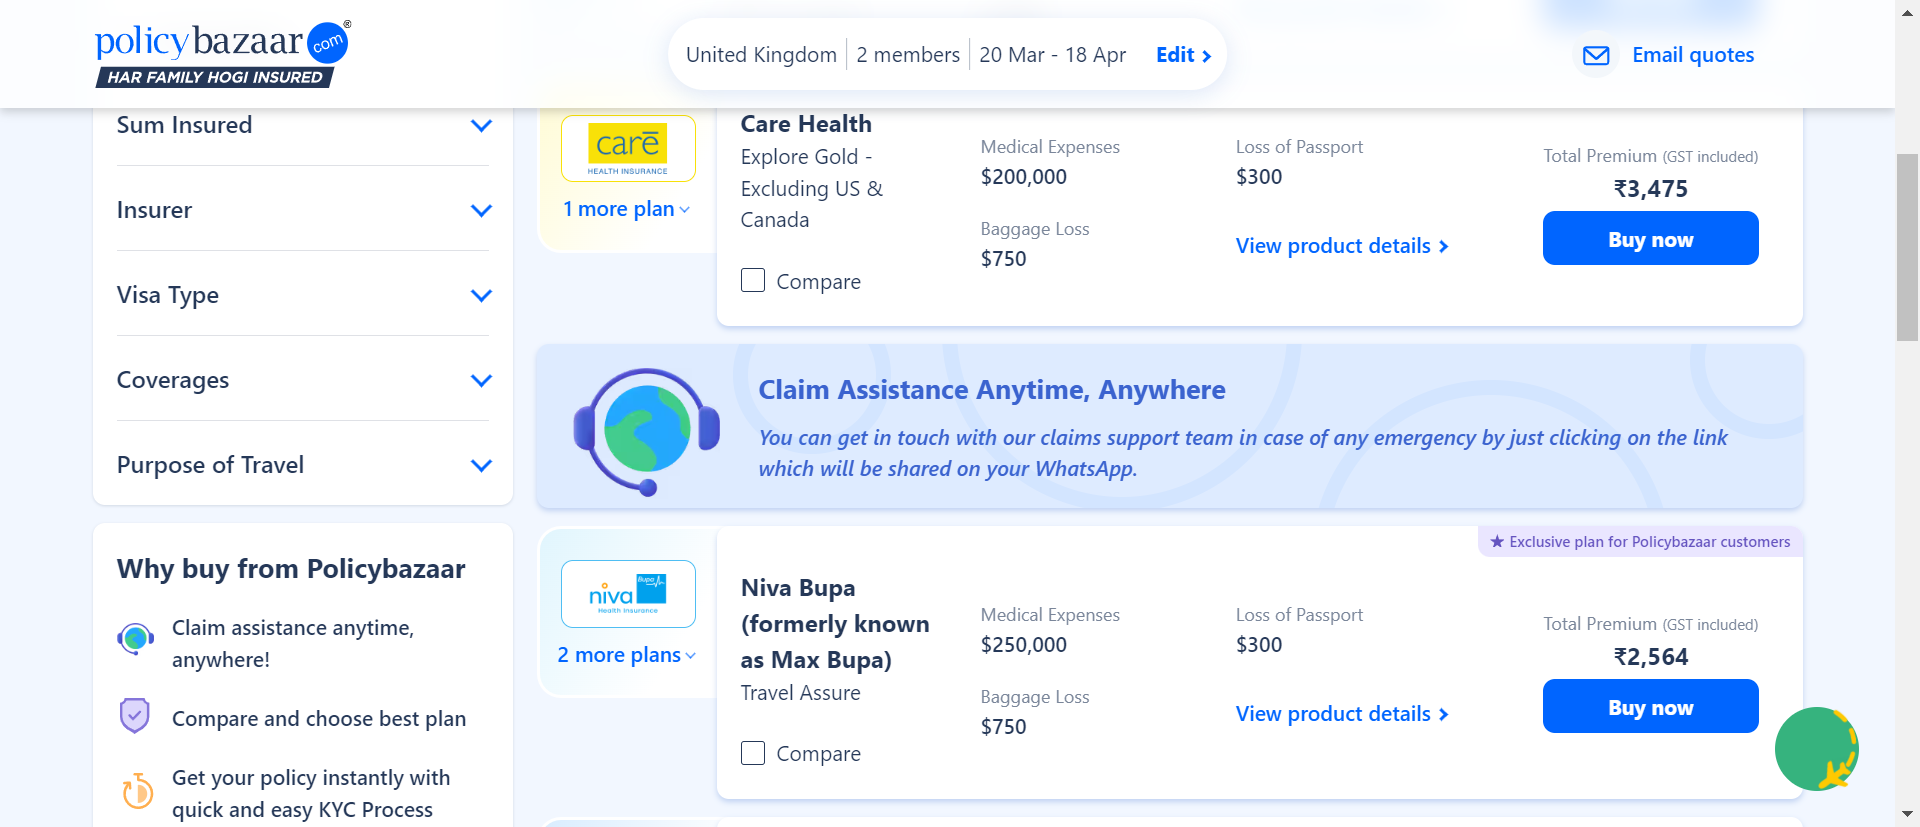 policybazaar.com®
HAR FAMILY HOGI INSURED
United Kingdom
2 members
20 Mar - 18 Apr
Edit
Email quotes
Sum Insured
Insurer
Visa Type
Coverages
Purpose of Travel
Why buy from Policybazaar
Claim assistance anytime,
anywhere!
Compare and choose best plan
Get your policy instantly with
quick and easy KYC Process
care
HEALTH INSURANCE
1 more plan
Care Health
Explore Gold -
Excluding US &
Canada
Compare
Medical Expenses
$200,000
Baggage Loss
$750
Loss of Passport
$300
View product details
Total Premium (GST included)
₹3,475
Buy now
Claim Assistance Anytime, Anywhere
You can get in touch with our claims support team in case of any emergency by just clicking on the link
which will be shared on your WhatsApp.
niva
Bupa
Health Insurance
2 more plans
Exclusive plan for Policybazaar customers
Niva Bupa
(formerly known
as Max Bupa)
Travel Assure
Compare
Medical Expenses
$250,000
Baggage Loss
$750
Loss of Passport
$300
View product details
Total Premium (GST included)
₹2,564
Buy now